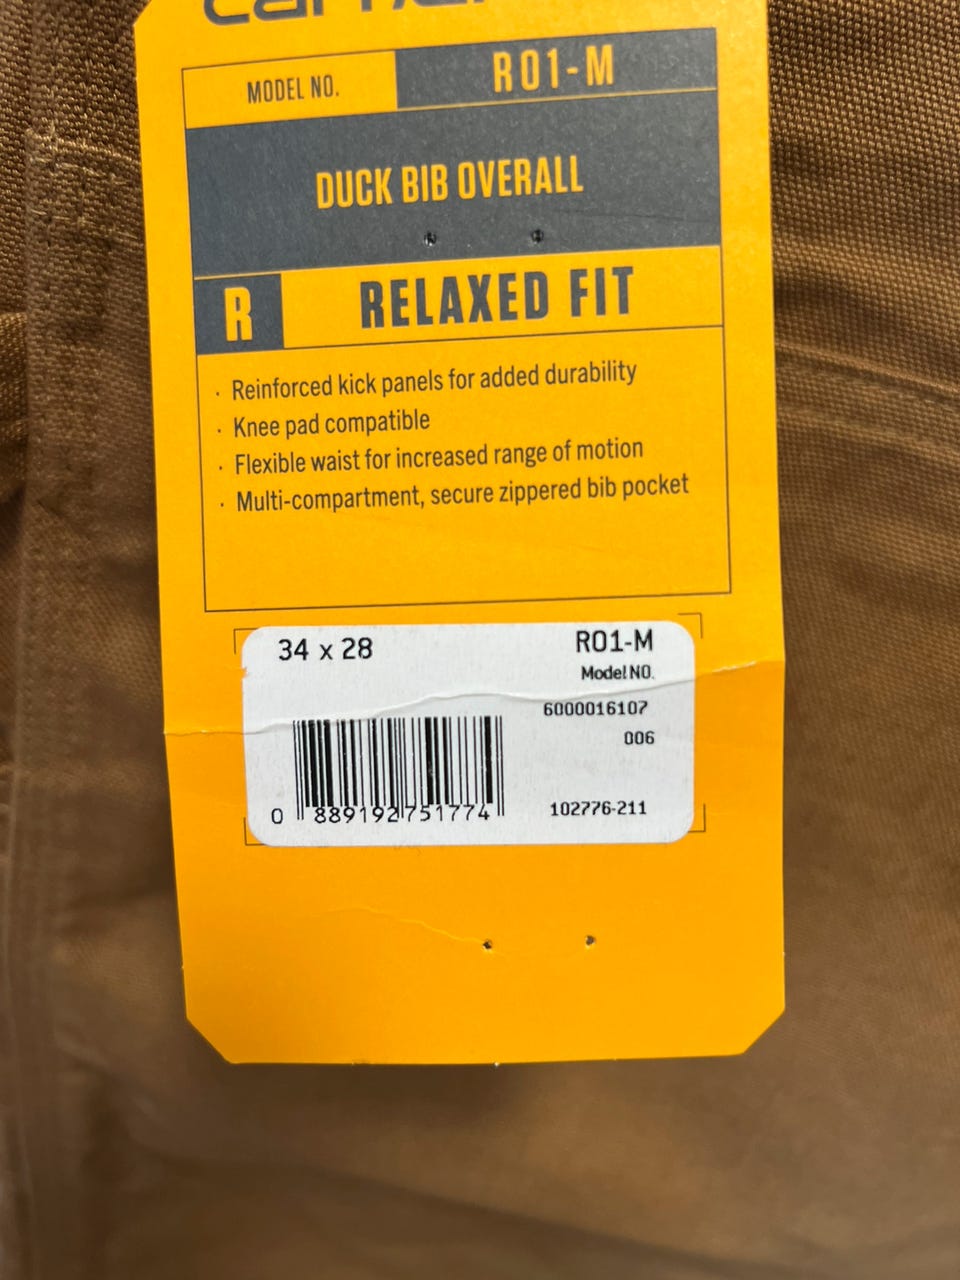 MODEL NO.
R01-M
DUCK BIB OVERALL
R
RELAXED FIT
· Reinforced kick panels for added durability
· Knee pad compatible
· Flexible waist for increased range of motion
· Multi-compartment, secure zippered bib pocket
34 x 28
R01-M
Model NO.
6000016107
006
0 889192751774
102776-211